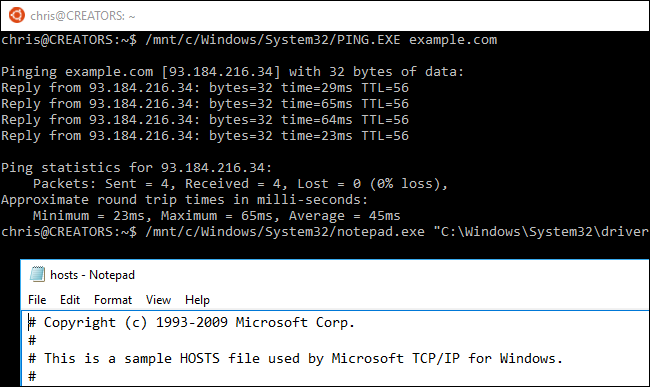 chris@CREATORS: ~
chris@CREATORS:~$ /mnt/c/Windows/System32/PING.EXE example.com
Pinging example.com [93.184.216.34] with 32 bytes of data:
Reply from 93.184.216.34: bytes=32 time=29ms TTL=56
Reply from 93.184.216.34: bytes=32 time=65ms TTL=56
Reply from 93.184.216.34: bytes=32 time=64ms TTL=56
Reply from 93.184.216.34: bytes=32 time=23ms TTL=56
Ping statistics for 93.184.216.34:
    Packets: Sent = 4, Received = 4, Lost = 0 (0% loss),
Approximate round trip times in milli-seconds:
    Minimum = 23ms, Maximum = 65ms, Average = 45ms
chris@CREATORS:~$ /mnt/c/Windows/System32/notepad.exe "C:\Windows\System32\driver
hosts - Notepad
File Edit Format View Help
# Copyright (c) 1993-2009 Microsoft Corp.
#
# This is a sample HOSTS file used by Microsoft TCP/IP for Windows.
#